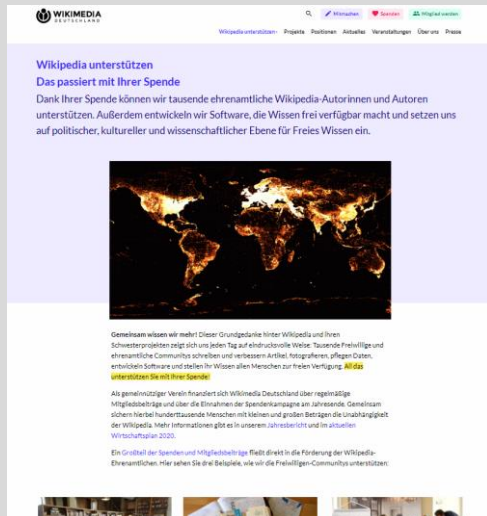 WIKIMEDIA
DEUTSCHLAND
Mitmachen Spenden Mitglied werden
Wikipedia unterstützen Projekte Positionen Aktuelles Veranstaltungen Über uns Presse
Wikipedia unterstützen
Das passiert mit Ihrer Spende
Dank Ihrer Spende können wir tausende ehrenamtliche Wikipedia-Autorinnen und Autoren
unterstützen. Außerdem entwickeln wir Software, die Wissen frei verfügbar macht und setzen uns
auf politischer, kultureller und wissenschaftlicher Ebene für Freies Wissen ein.
Gemeinsam wissen wir mehr! Dieser Grundgedanke hinter Wikipedia und ihren
Schwesterprojekten zeigt sich uns jeden Tag auf eindrucksvolle Weise: Tausende Freiwillige und
ehrenamtliche Communitys schreiben und verbessern Artikel, fotografieren, pflegen Daten,
entwickeln Software und stellen ihr Wissen allen Menschen zur freien Verfügung. All das
unterstützen Sie mit Ihrer Spende!
Als gemeinnütziger Verein finanziert sich Wikimedia Deutschland über regelmäßige
Mitgliedsbeiträge und über die Einnahmen der Spendenkampagne am Jahresende. Gemeinsam
sichern hierbei hunderttausende Menschen mit kleinen und großen Beträgen die Unabhängigkeit
der Wikipedia. Mehr Informationen gibt es in unserem Jahresbericht und im aktuellen
Wirtschaftsplan 2020.
Ein Großteil der Spenden und Mitgliedsbeiträge fließt direkt in die Förderung der Wikipedia-
Ehrenamtlichen. Hier sehen Sie drei Beispiele, wie wir die Freiwilligen-Communitys unterstützen: